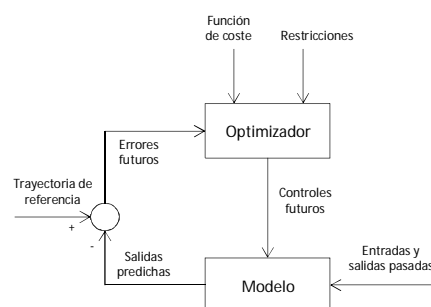 Función
de coste
Restricciones
Optimizador
Errores
futuros
Trayectoria de
referencia
+
-
Controles
futuros
Salidas
predichas
Modelo
Entradas y
salidas pasadas